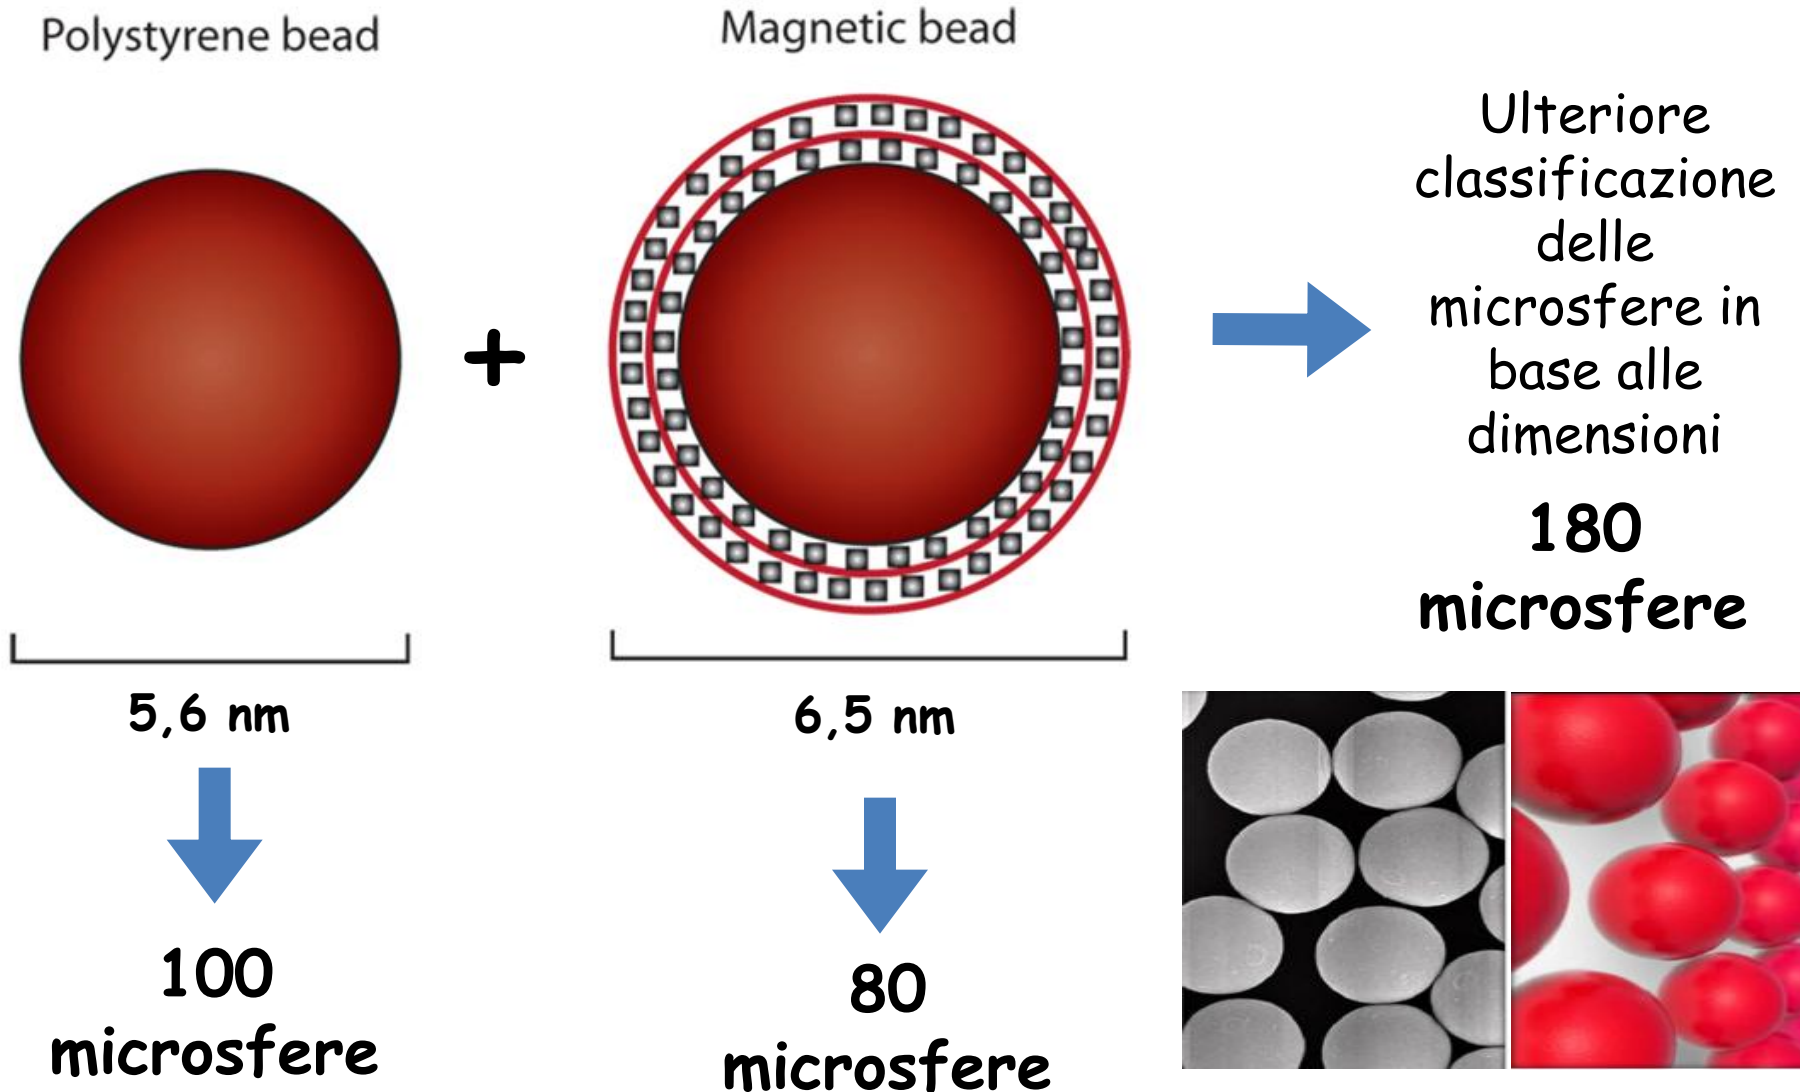 Polystyrene bead
Magnetic bead
+
5,6 nm
6,5 nm
100
microsfere
80
microsfere
Ulteriore
classificazione
delle
microsfere in
base alle
dimensioni
180
microsfere